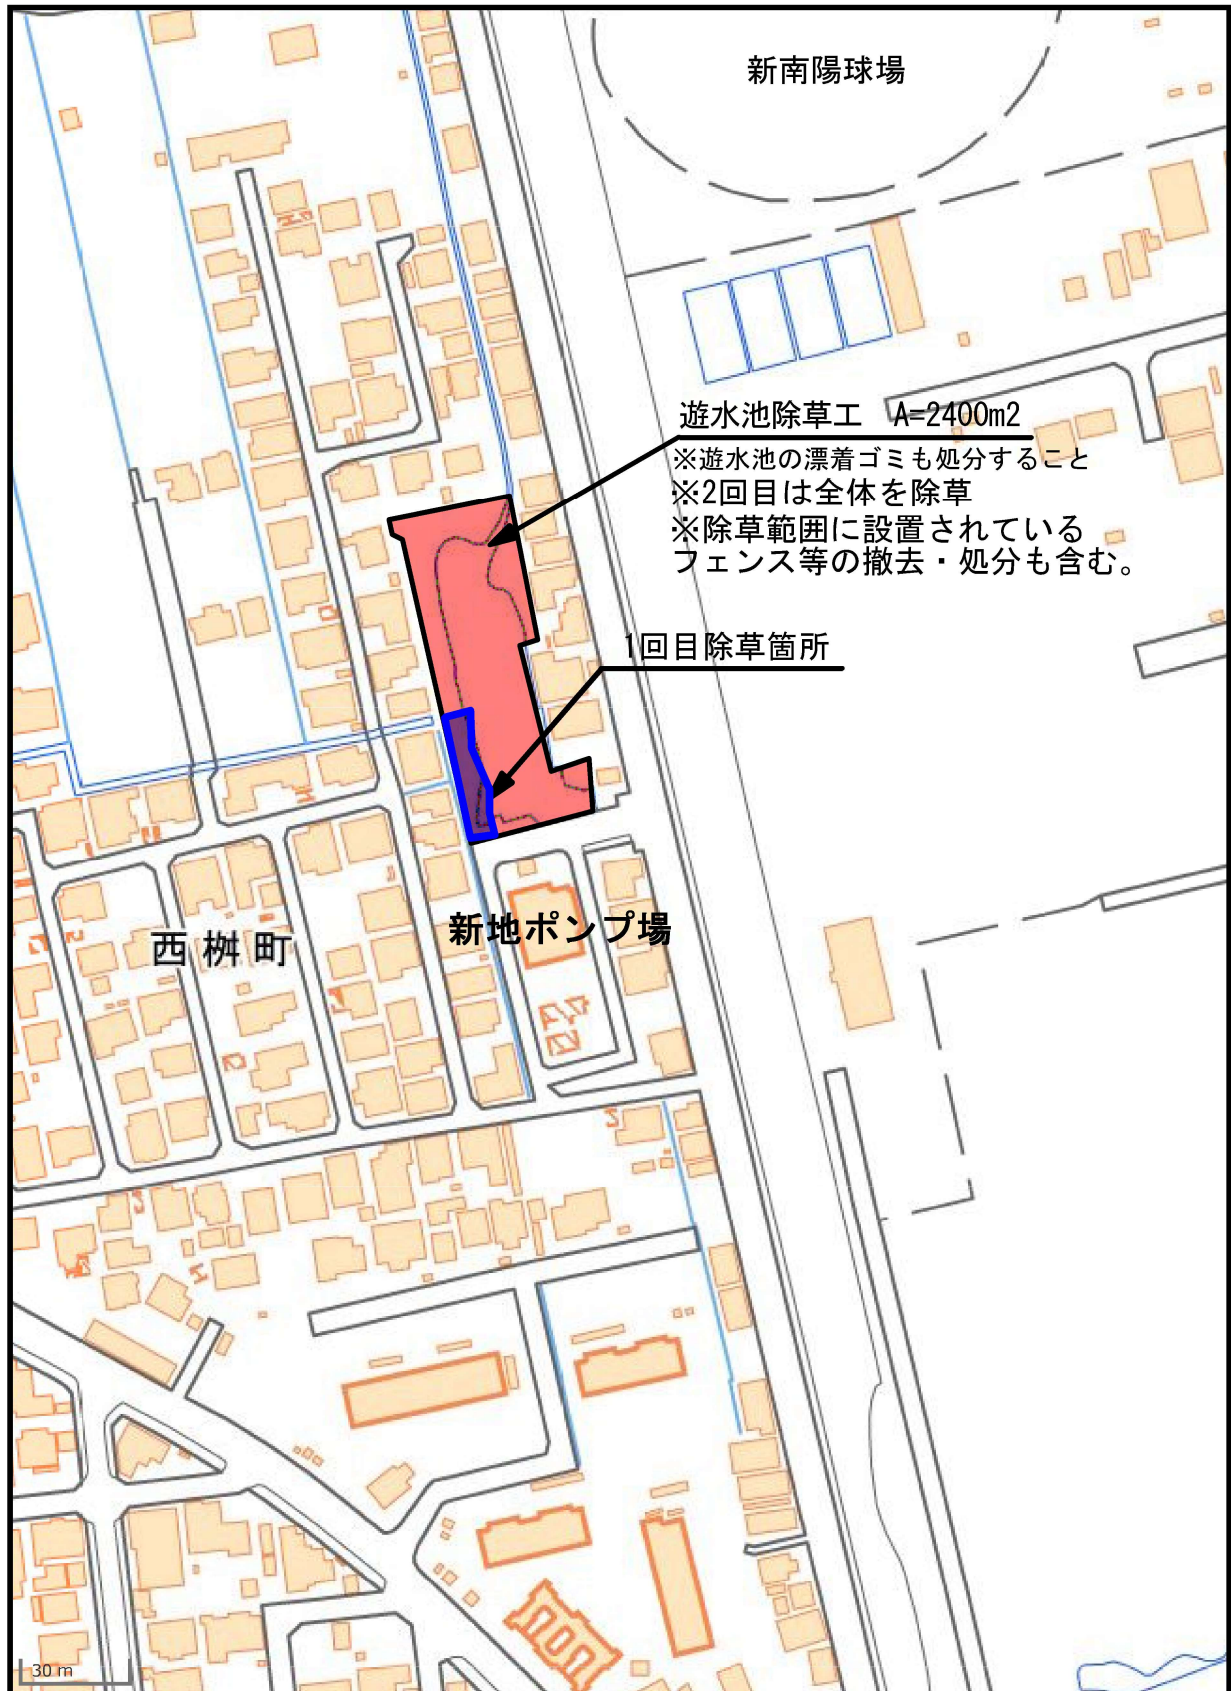 新南陽球場
遊水池除草工　A=2400m2
※遊水池の漂着ゴミも処分すること
※2回目は全体を除草
※除草範囲に設置されている
フェンス等の撤去・処分も含む。
1回目除草箇所
新地ポンプ場
西桝町
30 m